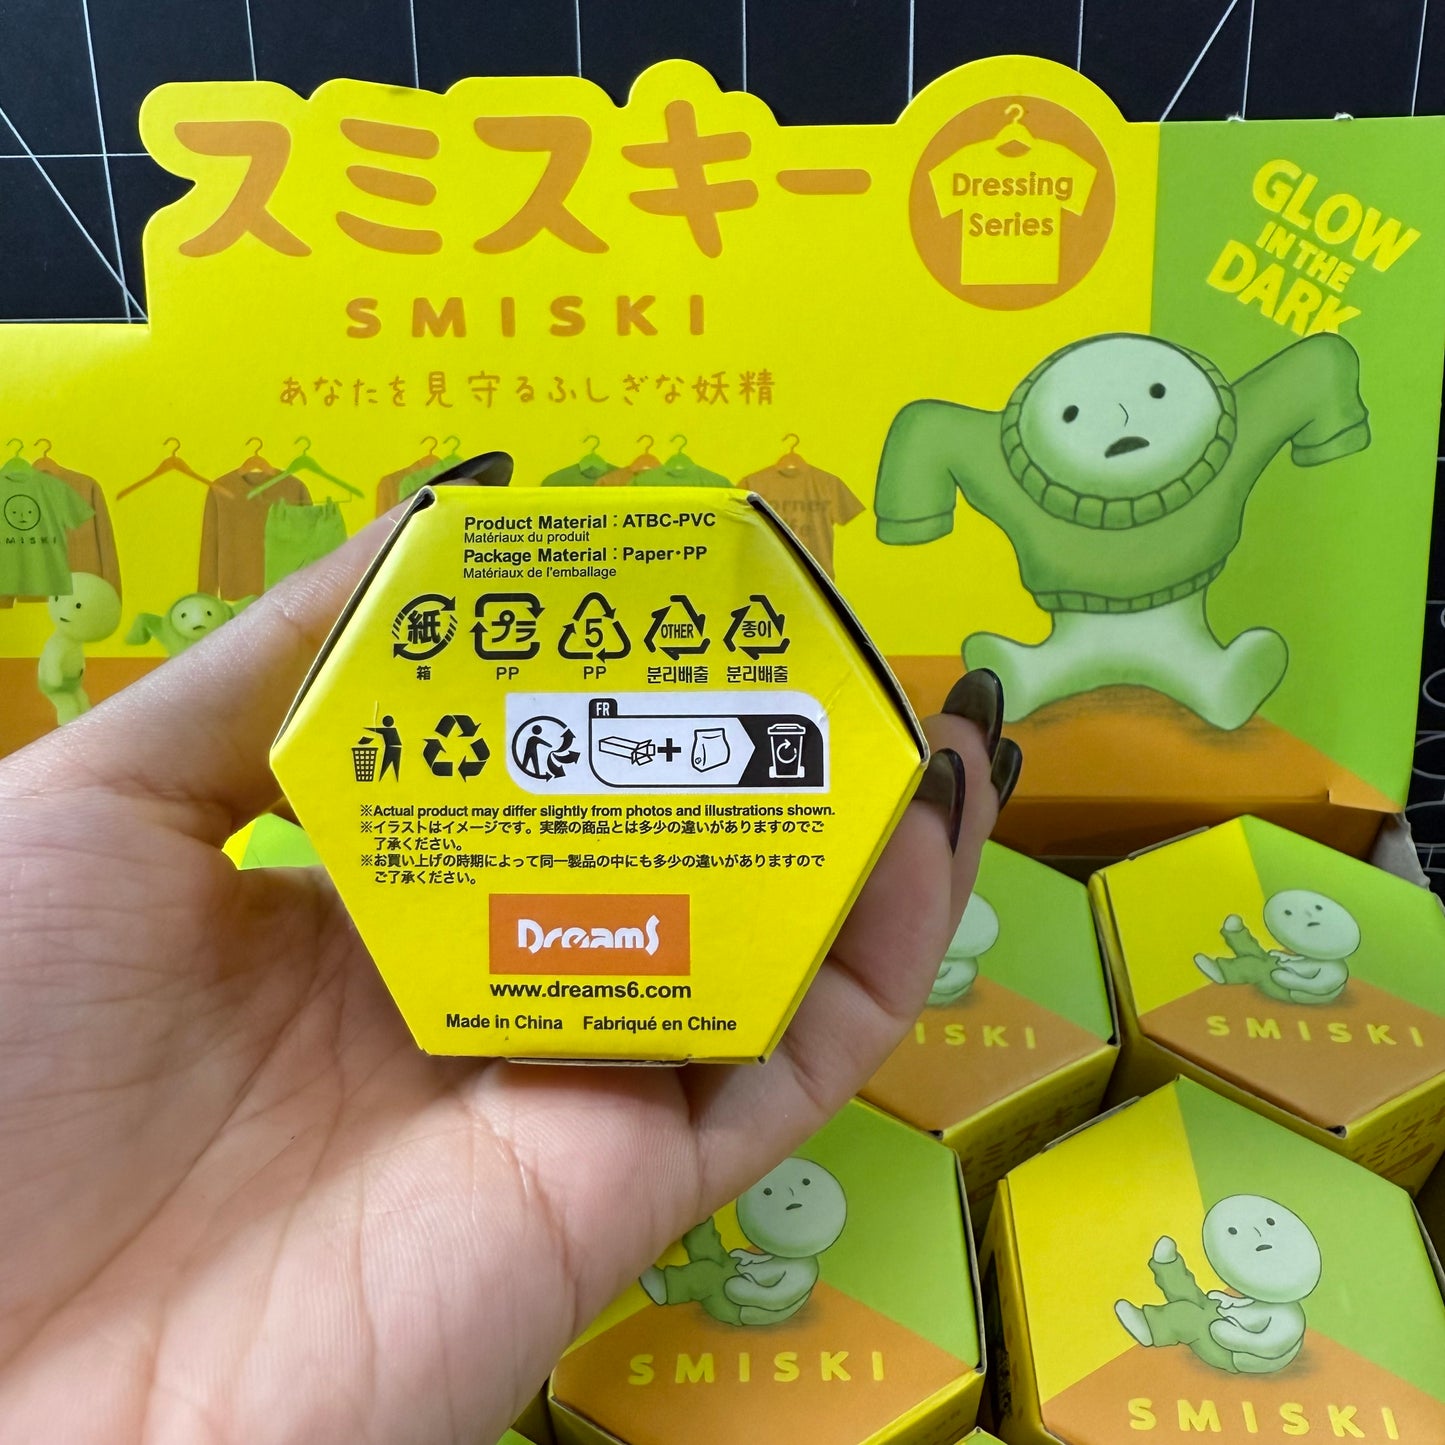 スミスキー
Dressing
Series
GLOW
IN THE
DARK
SMISKI
あなたを見守るふしぎな妖精
Product Material : ATBC-PVC
Matériaux du produit
Package Material : Paper・PP
Matériaux de l'emballage
紙
プラ
5
OTHER
종이
箱
PP
PP
분리배출
분리배출
FR
※Actual product may differ slightly from photos and illustrations shown.
※イラストはイメージです。実際の商品とは多少の違いがありますのでご
了承ください。
※お買い上げの時期によって同一製品の中にも多少の違いがありますので
ご了承ください。
Dreams
www.dreams6.com
Made in China Fabriqué en Chine
SMISKI
SMISKI
SMISKI